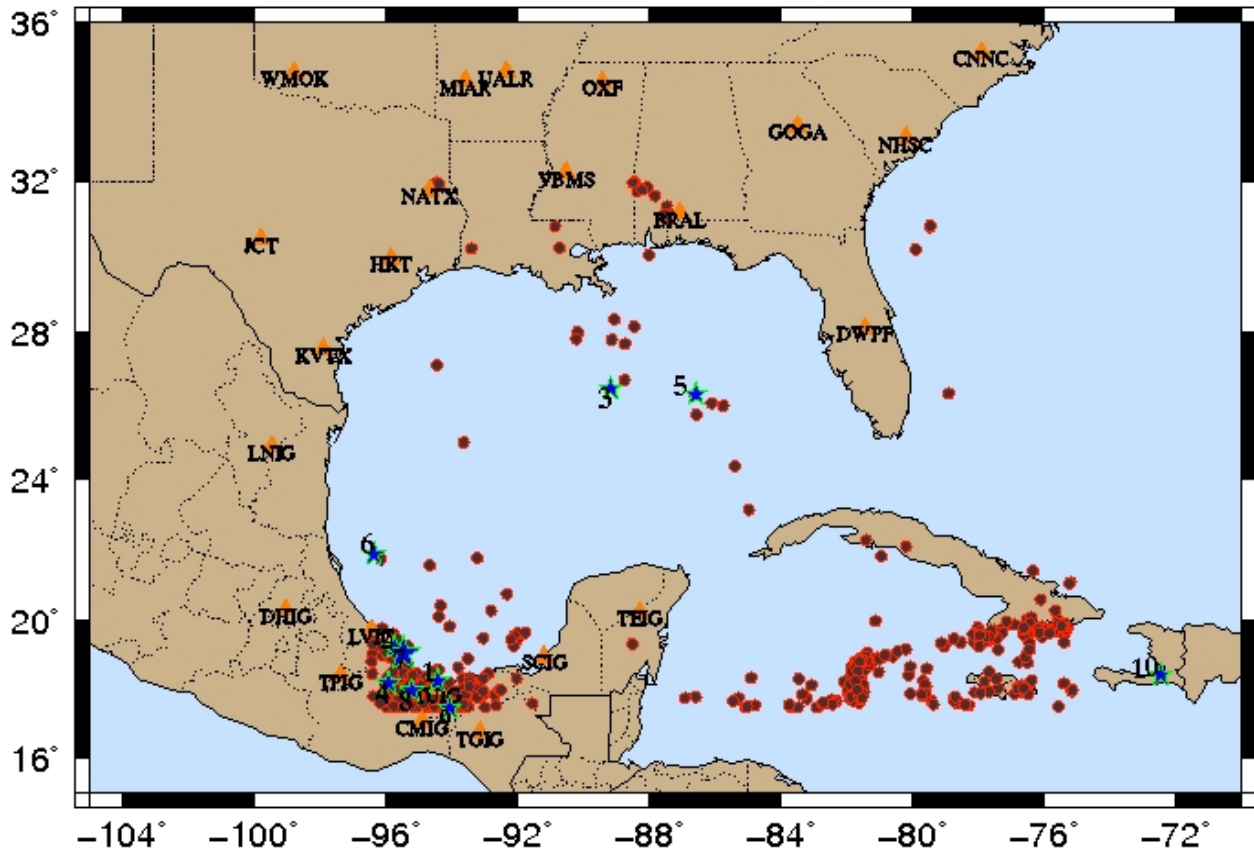 36°
CNNC
WMOK
MIAR
UALR
OXF
GOGA
NHSC
32°
VBMS
NATX
BRAL
JCT
HKT
28°
DWPF
KVTX
5
3
LNIG
24°
6
20°
DHIG
TEIG
LVIG
SCIG
10
TPIG
1
4
8
9
CMIG
TGIG
16°
−104° −100° −96° −92° −88° −84° −80° −76° −72°